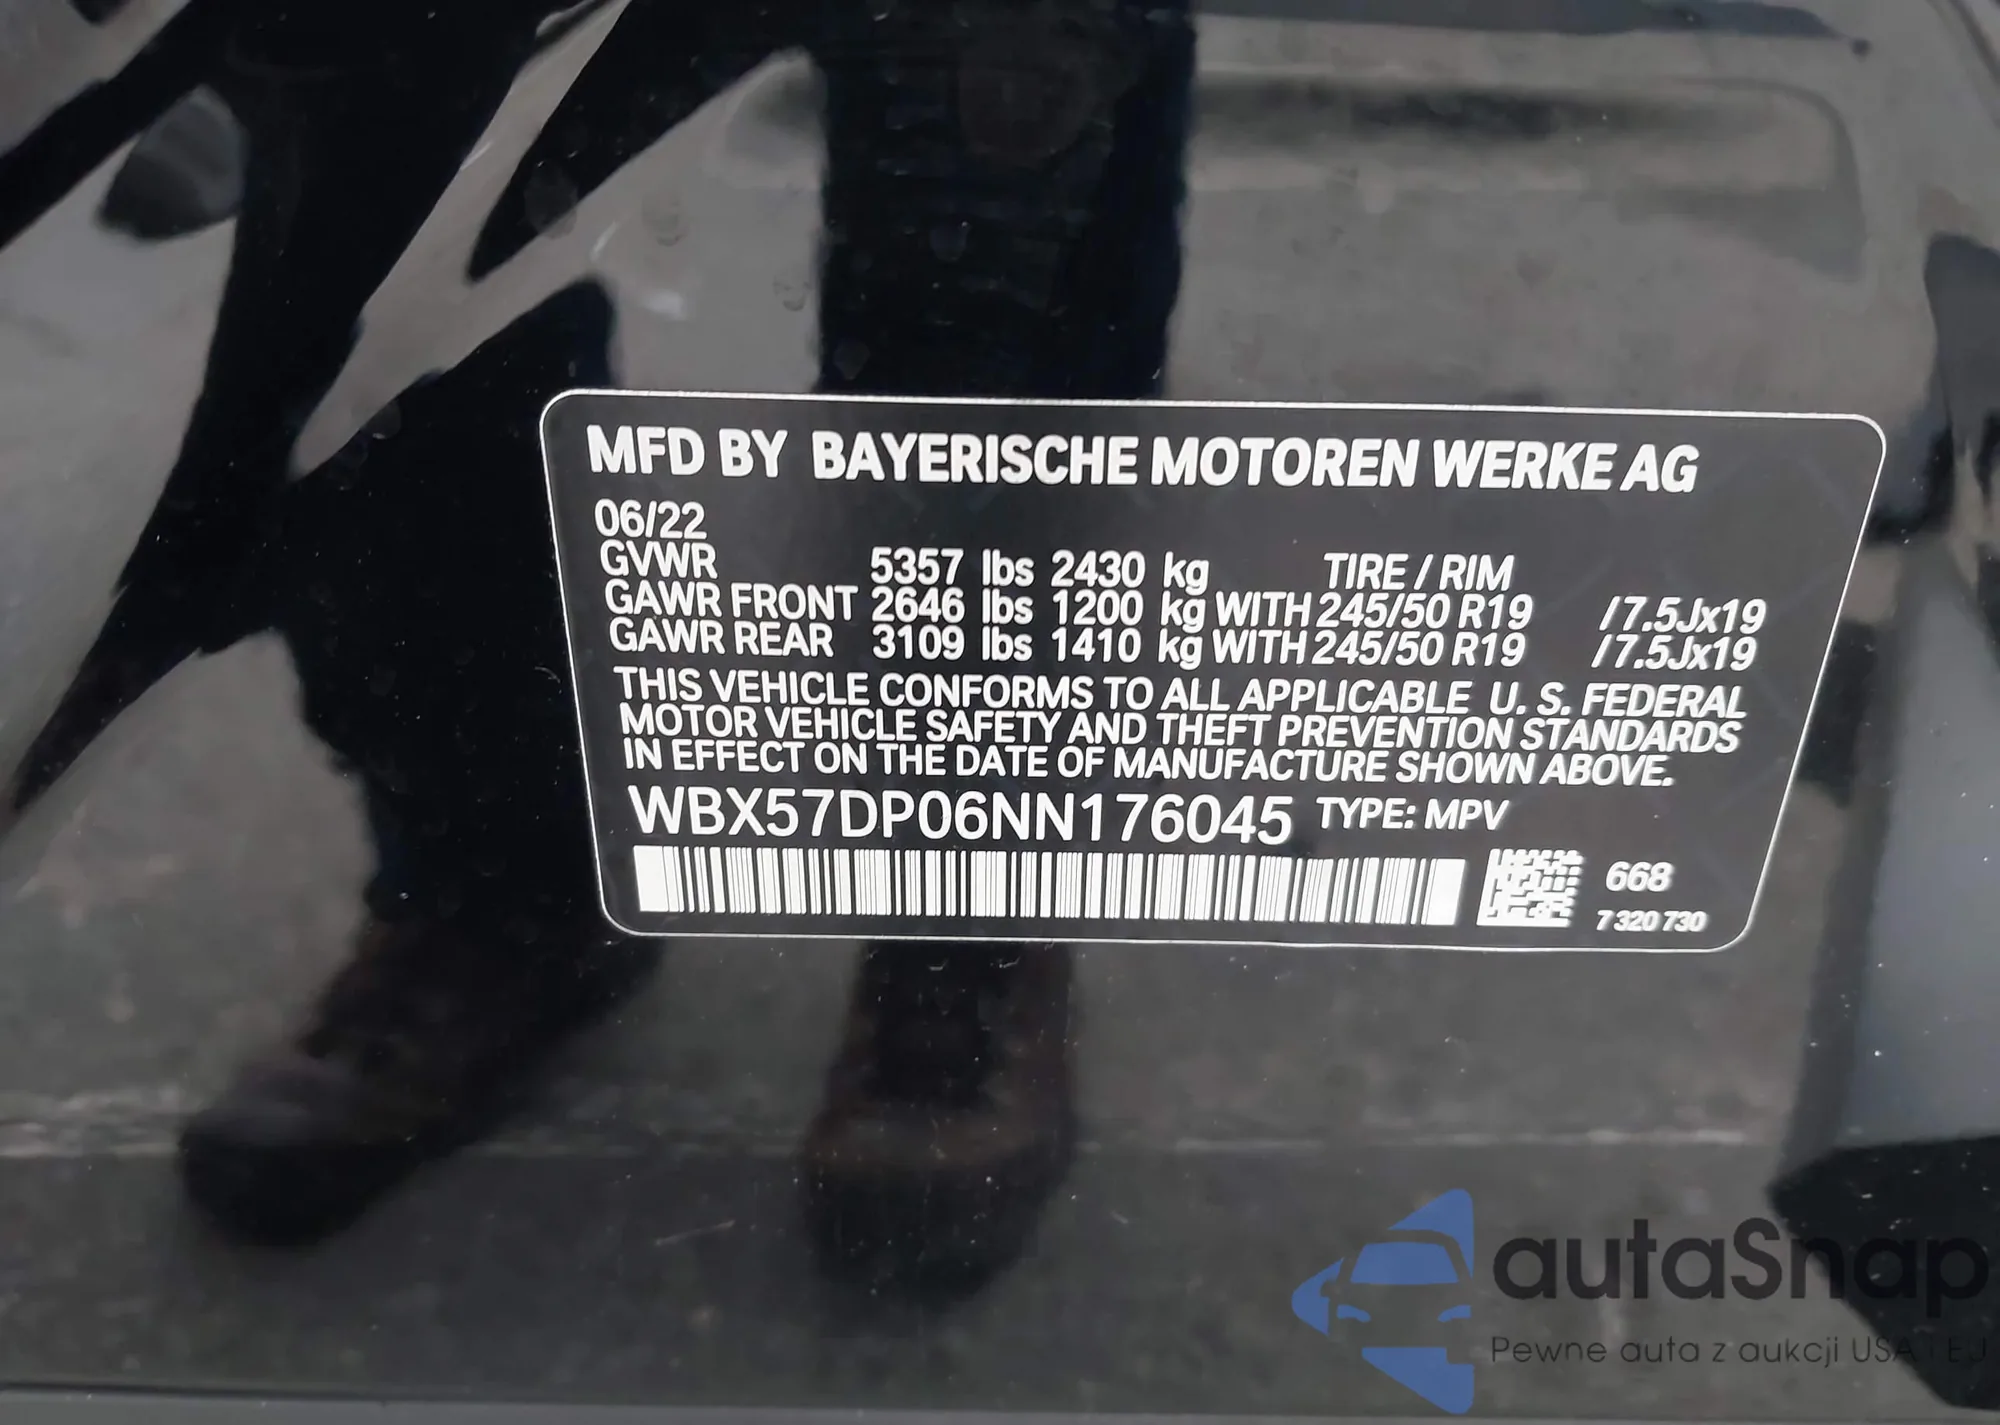 MFD BY BAYERISCHE MOTOREN WERKE AG
06/22
GVWR 5357 lbs 2430 kg TIRE / RIM
GAWR FRONT 2646 lbs 1200 kg WITH 245/50 R19 /7.5Jx19
GAWR REAR 3109 lbs 1410 kg WITH 245/50 R19 /7.5Jx19
THIS VEHICLE CONFORMS TO ALL APPLICABLE U. S. FEDERAL
MOTOR VEHICLE SAFETY AND THEFT PREVENTION STANDARDS
IN EFFECT ON THE DATE OF MANUFACTURE SHOWN ABOVE.
WBX57DP06NN176045 TYPE: MPV
668
7 320 730
autaSnap
Pewne auta z aukcji USA i EU